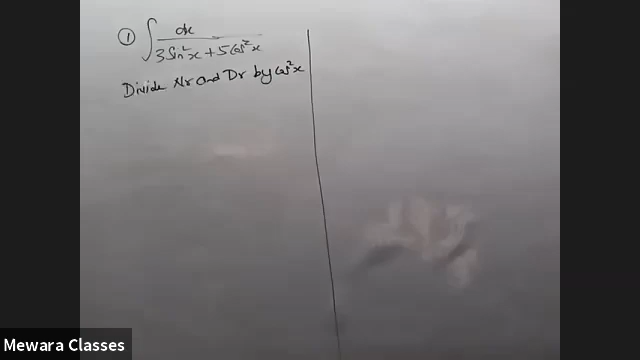 ① ∫ dx / 3 Sin²x + 5 Cos²x
Divide Nr and Dr by Cos²x
Mewara Classes